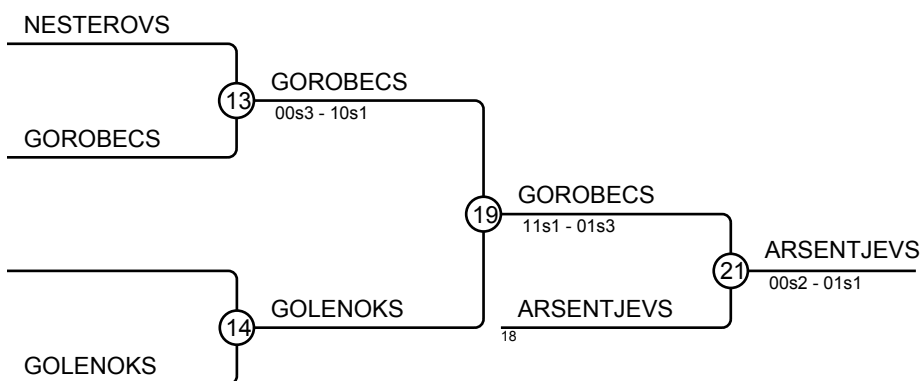 NESTEROVS
13
GOROBECS
00s3 - 10s1
GOROBECS
19
GOROBECS
11s1 - 01s3
21
ARSENTJEVS
00s2 - 01s1
14
GOLENOKS
ARSENTJEVS
18
GOLENOKS